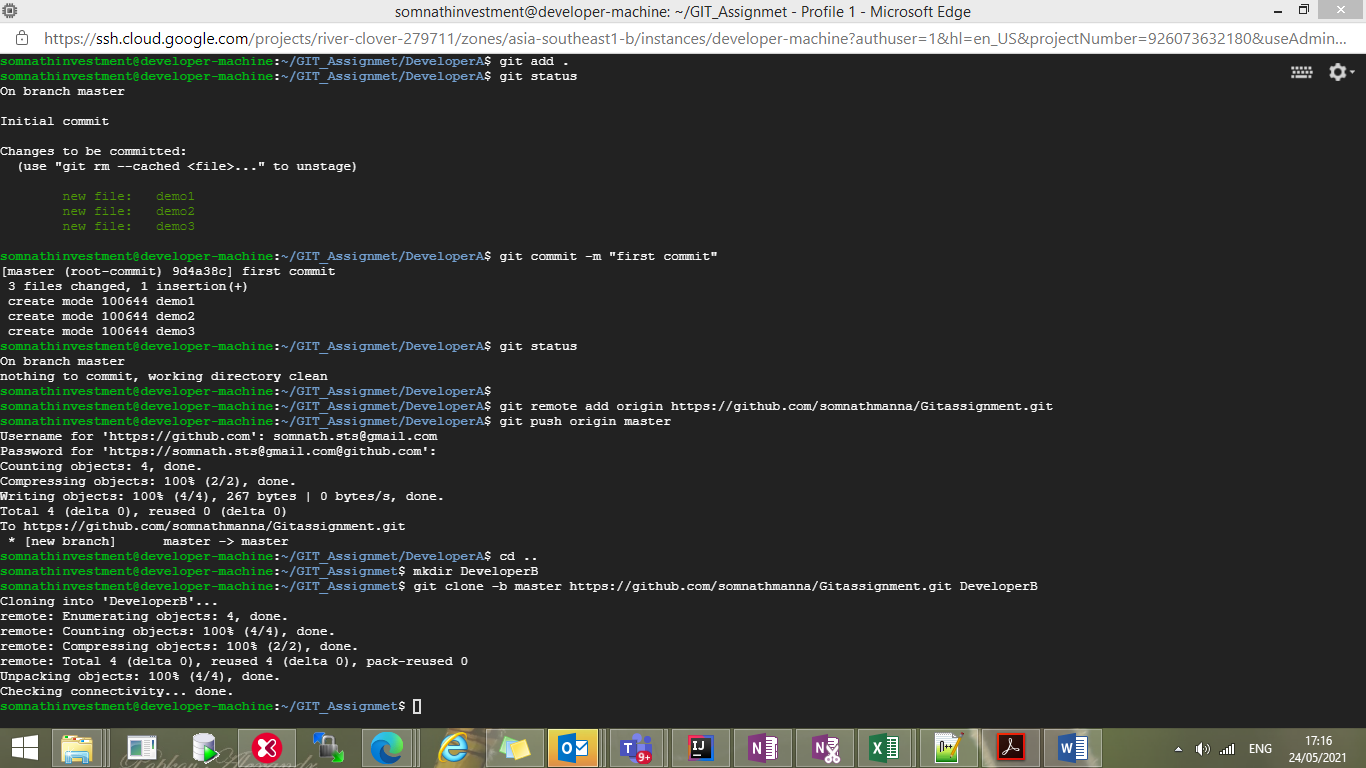 somnathinvestment@developer-machine: ~/GIT_Assignmet - Profile 1 - Microsoft Edge
https://ssh.cloud.google.com/projects/river-clover-279711/zones/asia-southeast1-b/instances/developer-machine?authuser=1&hl=en_US&projectNumber=926073632180&useAdmin...
somnathinvestment@developer-machine:~/GIT_Assignmet/DeveloperA$ git add .
somnathinvestment@developer-machine:~/GIT_Assignmet/DeveloperA$ git status
On branch master
Initial commit
Changes to be committed:
  (use "git rm --cached <file>..." to unstage)
        new file:   demo1
        new file:   demo2
        new file:   demo3
somnathinvestment@developer-machine:~/GIT_Assignmet/DeveloperA$ git commit -m "first commit"
[master (root-commit) 9d4a38c] first commit
 3 files changed, 1 insertion(+)
 create mode 100644 demo1
 create mode 100644 demo2
 create mode 100644 demo3
somnathinvestment@developer-machine:~/GIT_Assignmet/DeveloperA$ git status
On branch master
nothing to commit, working directory clean
somnathinvestment@developer-machine:~/GIT_Assignmet/DeveloperA$
somnathinvestment@developer-machine:~/GIT_Assignmet/DeveloperA$ git remote add origin https://github.com/somnathmanna/Gitassignment.git
somnathinvestment@developer-machine:~/GIT_Assignmet/DeveloperA$ git push origin master
Username for 'https://github.com': somnath.sts@gmail.com
Password for 'https://somnath.sts@gmail.com@github.com':
Counting objects: 4, done.
Compressing objects: 100% (2/2), done.
Writing objects: 100% (4/4), 267 bytes | 0 bytes/s, done.
Total 4 (delta 0), reused 0 (delta 0)
To https://github.com/somnathmanna/Gitassignment.git
 * [new branch]      master -> master
somnathinvestment@developer-machine:~/GIT_Assignmet/DeveloperA$ cd ..
somnathinvestment@developer-machine:~/GIT_Assignmet$ mkdir DeveloperB
somnathinvestment@developer-machine:~/GIT_Assignmet$ git clone -b master https://github.com/somnathmanna/Gitassignment.git DeveloperB
Cloning into 'DeveloperB'...
remote: Enumerating objects: 4, done.
remote: Counting objects: 100% (4/4), done.
remote: Compressing objects: 100% (2/2), done.
remote: Total 4 (delta 0), reused 4 (delta 0), pack-reused 0
Unpacking objects: 100% (4/4), done.
Checking connectivity... done.
somnathinvestment@developer-machine:~/GIT_Assignmet$
9+
ENG
17:16
24/05/2021